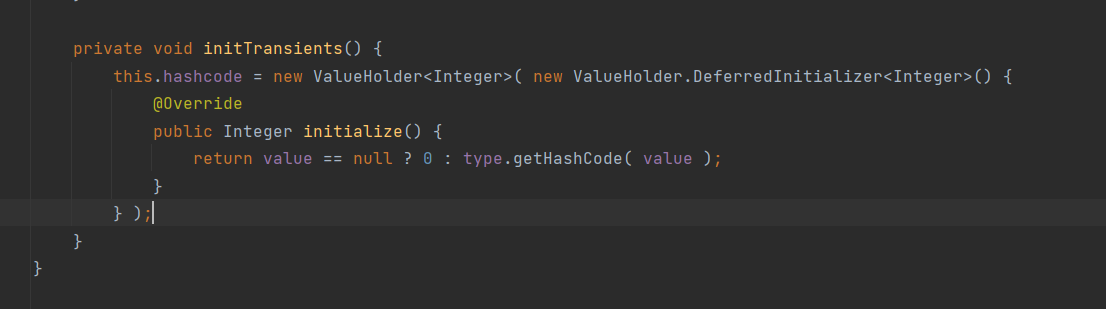 private void initTransients() {
this.hashcode = new ValueHolder<Integer>( new ValueHolder.DeferredInitializer<Integer>() {
@Override
public Integer initialize() {
return value == null ? 0 : type.getHashCode( value );
}
} );
}
}